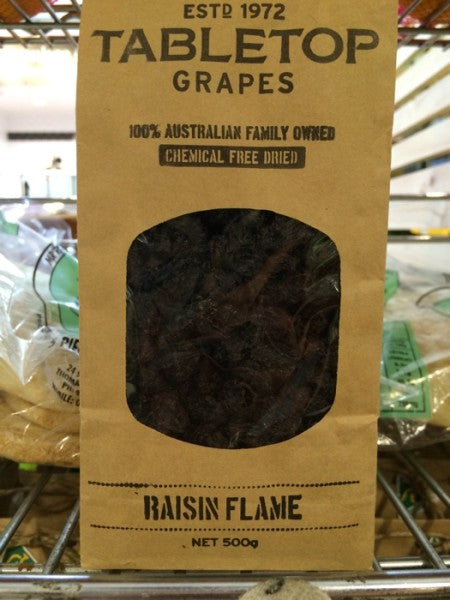 ESTD 1972
TABLETOP
GRAPES
100% AUSTRALIAN FAMILY OWNED
CHEMICAL FREE DRIED
RAISIN FLAME
NET 500g